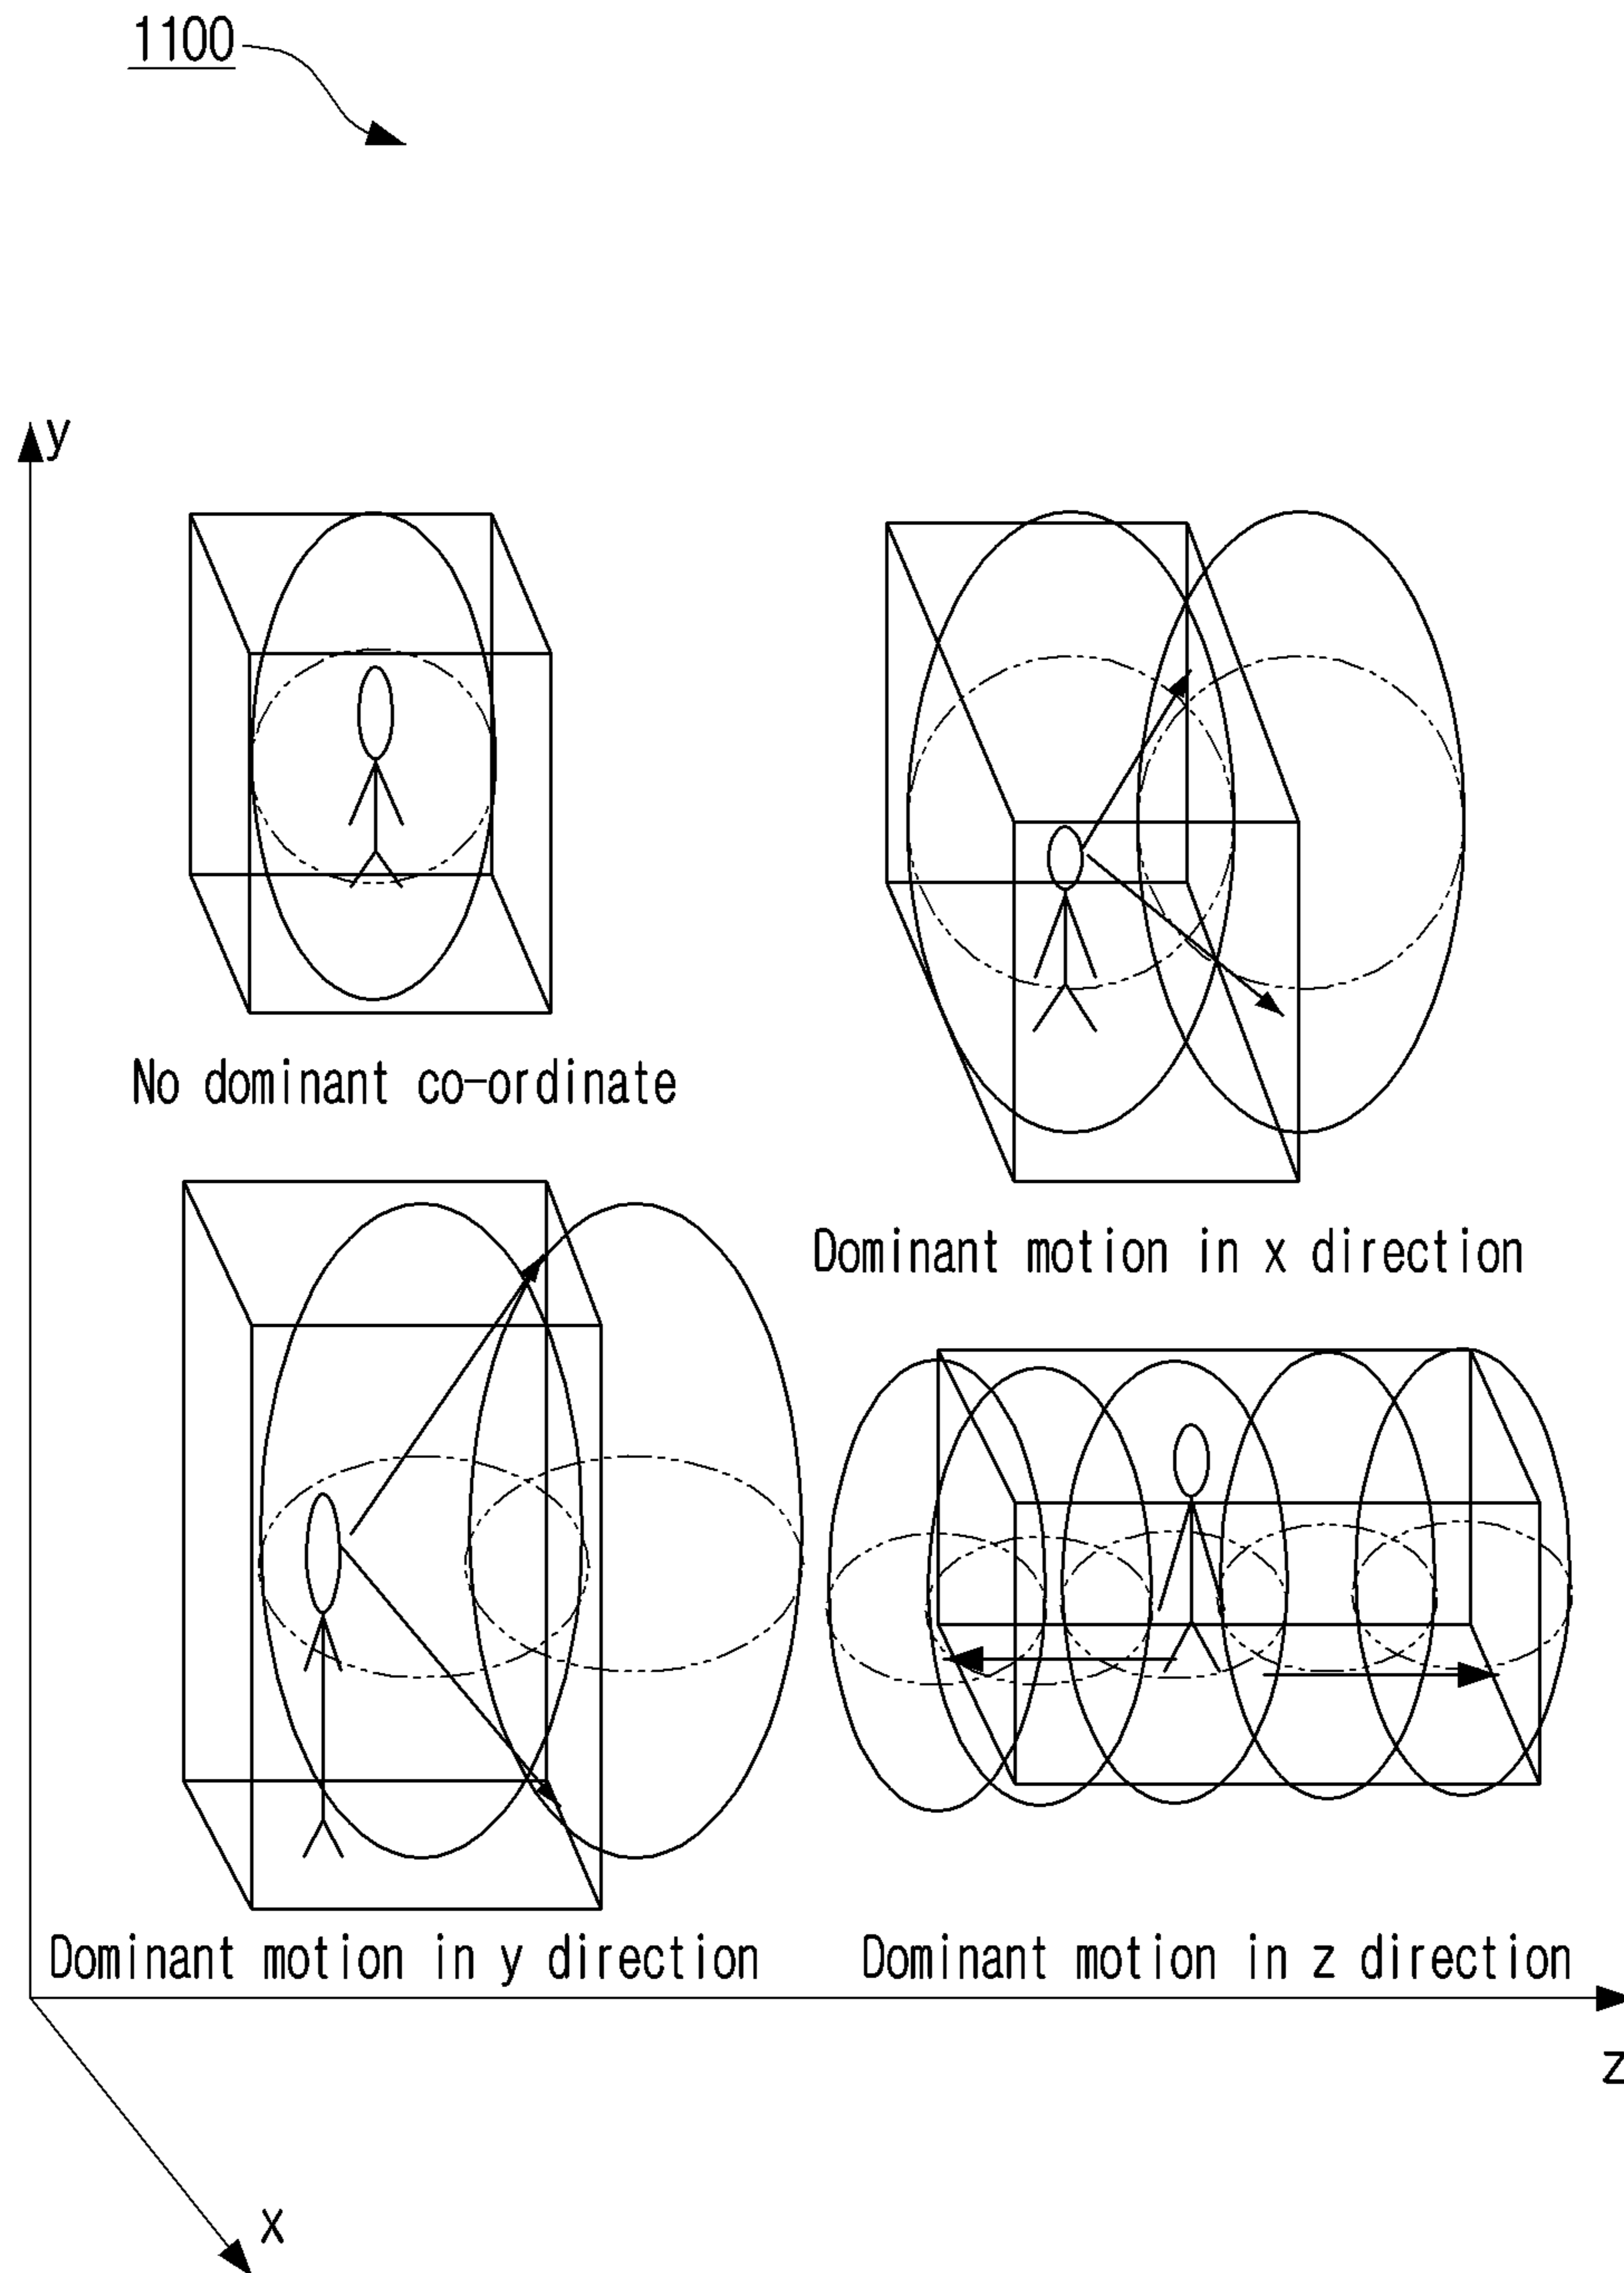 1100
y
No dominant co-ordinate
Dominant motion in x direction
Dominant motion in y direction
Dominant motion in z direction
z
x